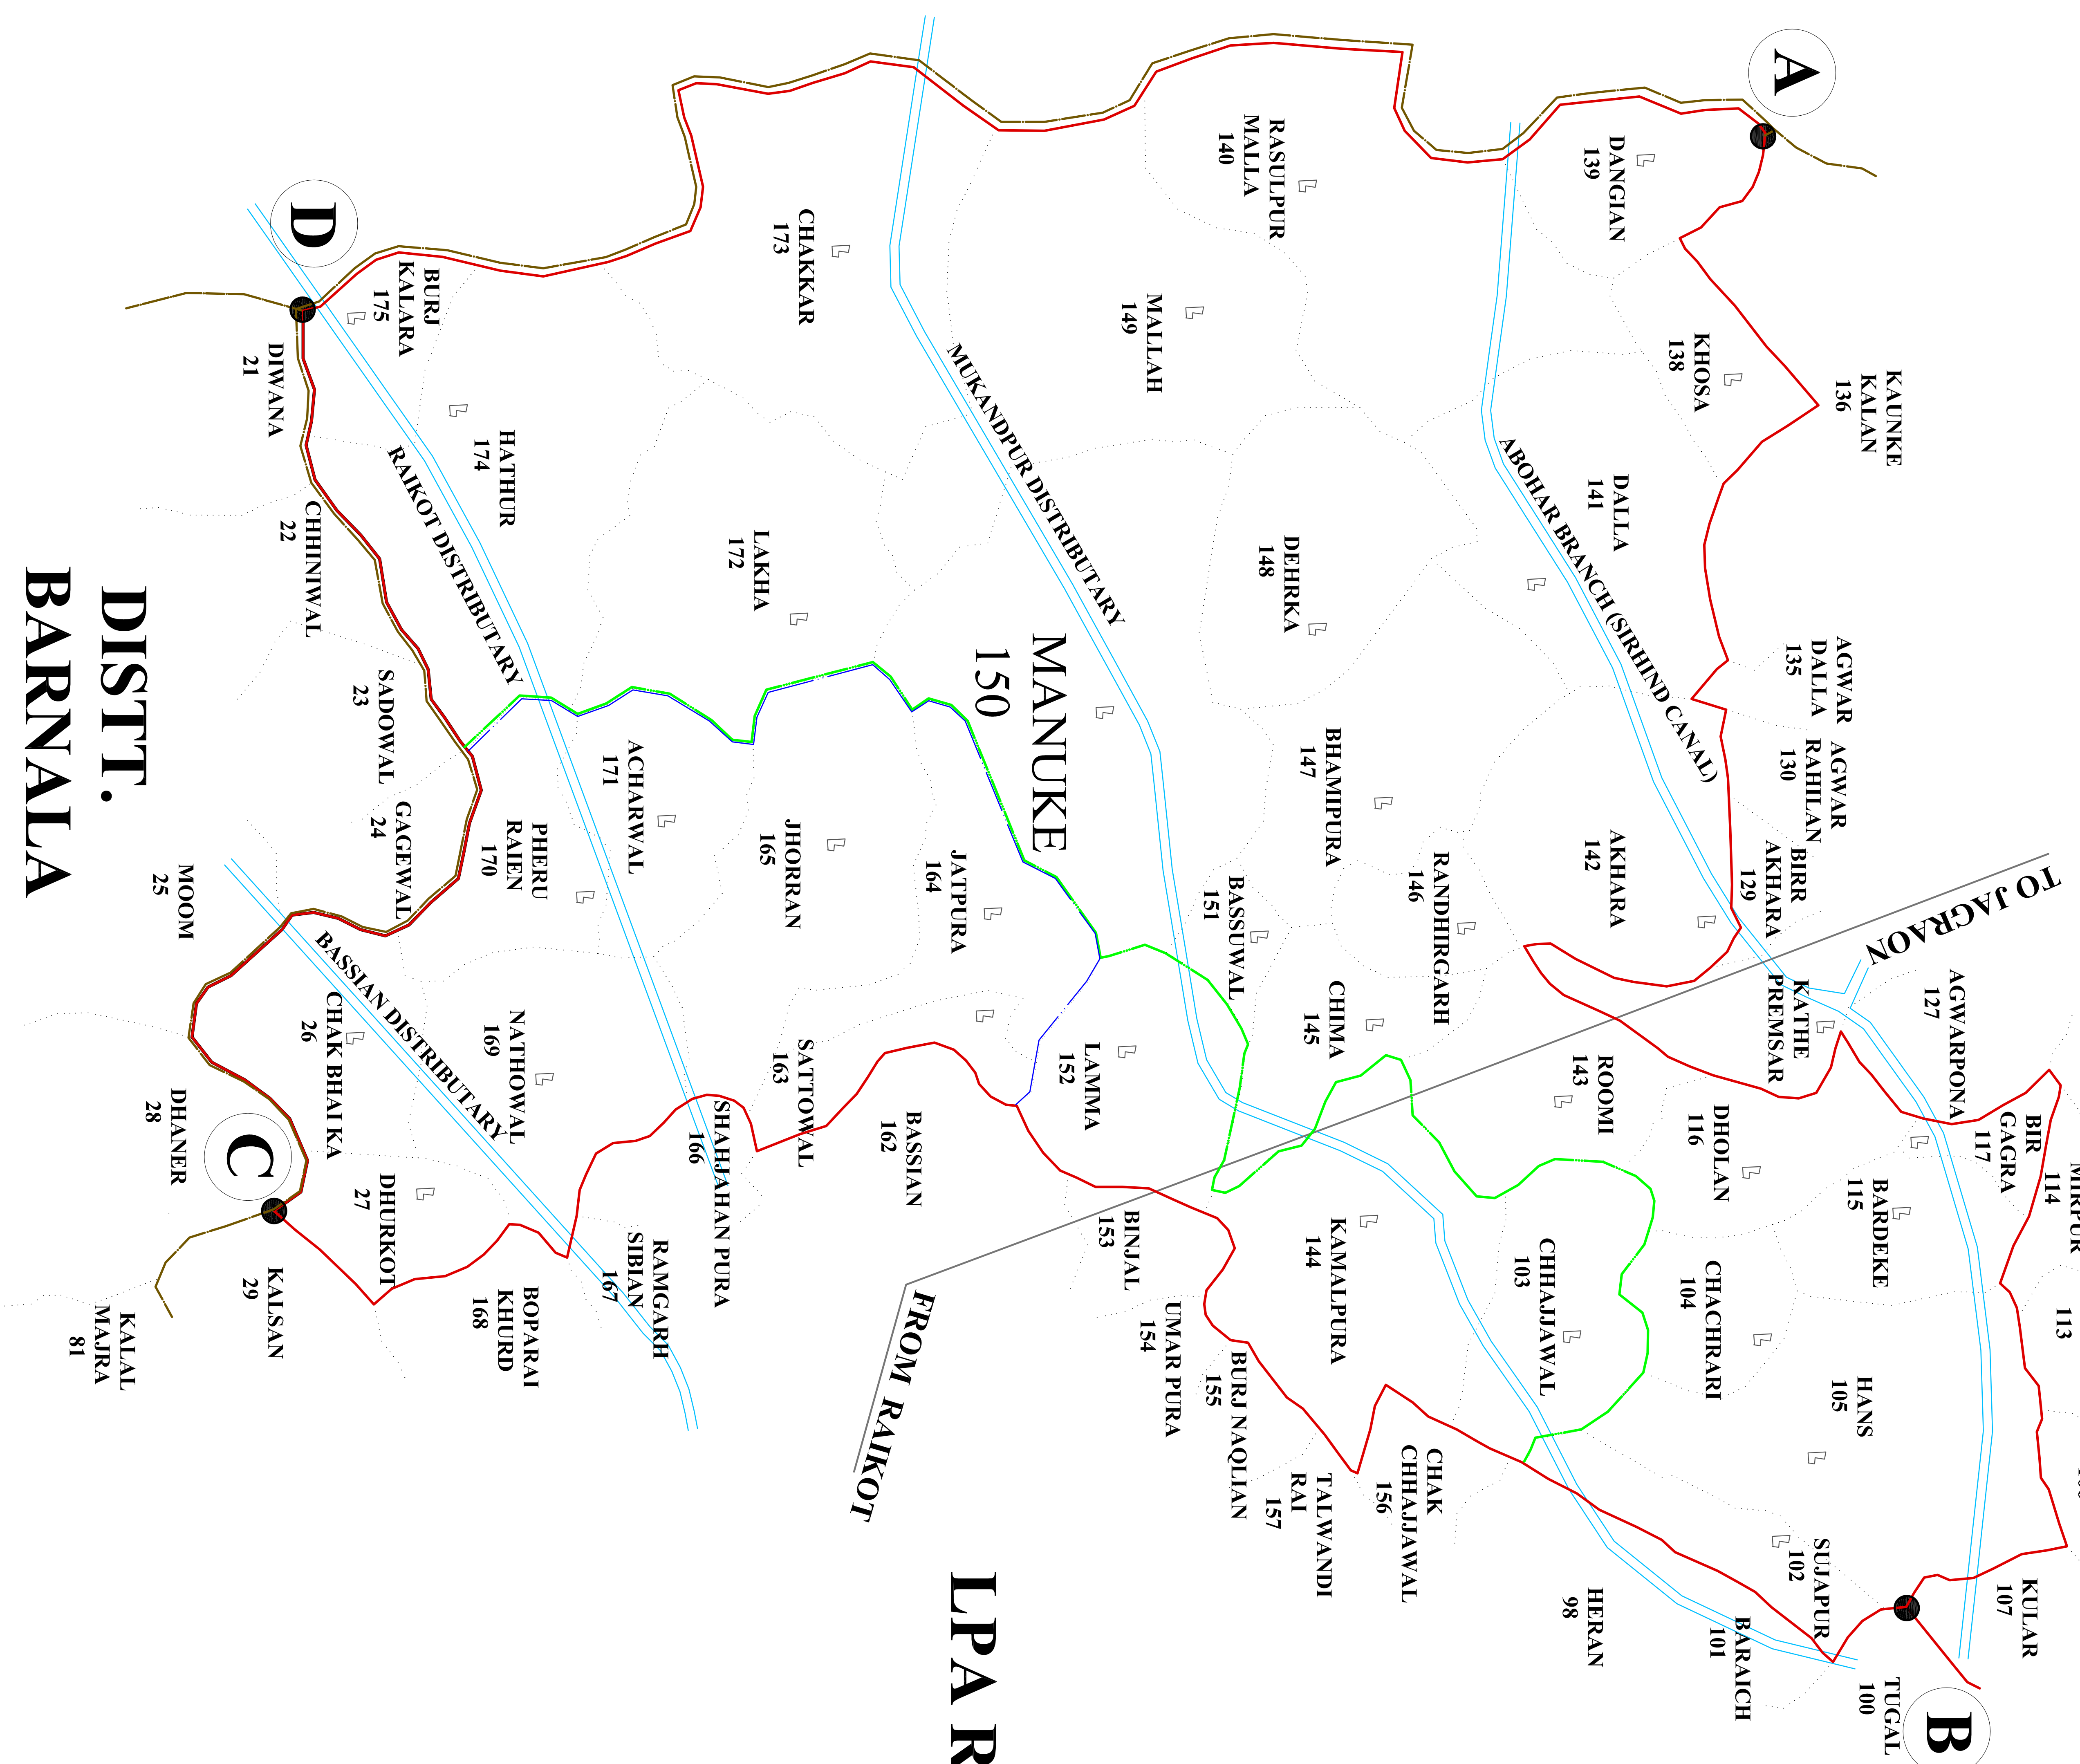 A
DANGIAN
139
RASULPUR
MALLA
140
D
BURJ
KALARA
175
CHAKKAR
173
MALLAH
149
KHOSA
138
KAUNKE
KALAN
136
DIWANA
21
HATHUR
174
RAIKOT DISTRIBUTARY
MUKANDPUR DISTRIBUTARY
ABOHAR BRANCH (SIRHIND CANAL)
DALLA
141
CHHINIWAL
22
LAKHA
172
DEHRKA
148
DISTT.
BARNALA
MANUKE
150
AGWAR
DALLA
135
SADOWAL
23
AGWAR
RAHILAN
130
BHAMIPURA
147
ACHARWAL
171
GAGEWAL
24
PHERU
RAIEN
170
JHORRAN
165
JATPURA
164
BASSUWAL
151
RANDHIRGARH
146
AKHARA
142
BIRR
AKHARA
129
TO JAGRAON
MOOM
25
BASSIAN DISTRIBUTARY
CHAK BHAI KA
26
NATHOWAL
169
SATTOWAL
163
LAMMA
152
CHIMA
145
KATHE
PREMSAR
AGWARPONA
127
ROOMI
143
DHANER
28
C
SHAHJAHAN PURA
166
BASSIAN
162
DHOLAN
116
BIR
GAGRA
117
MIRPUR
114
DHURKOT
27
BINJAL
153
KAMALPURA
144
BARDEKE
115
KALSAN
29
RAMGARH
SIBIAN
167
BOPARAI
KHURD
168
FROM RAIKOT
UMAR PURA
154
CHHAJJAWAL
103
CHACHRARI
104
113
KALAL
MAJRA
81
BURJ NAQLIAN
155
HANS
105
TALWANDI
RAI
157
CHAK
CHHAJJAWAL
156
SUJAPUR
102
KULAR
107
HERAN
98
BARAICH
101
TUGAL
100
B
LPA R